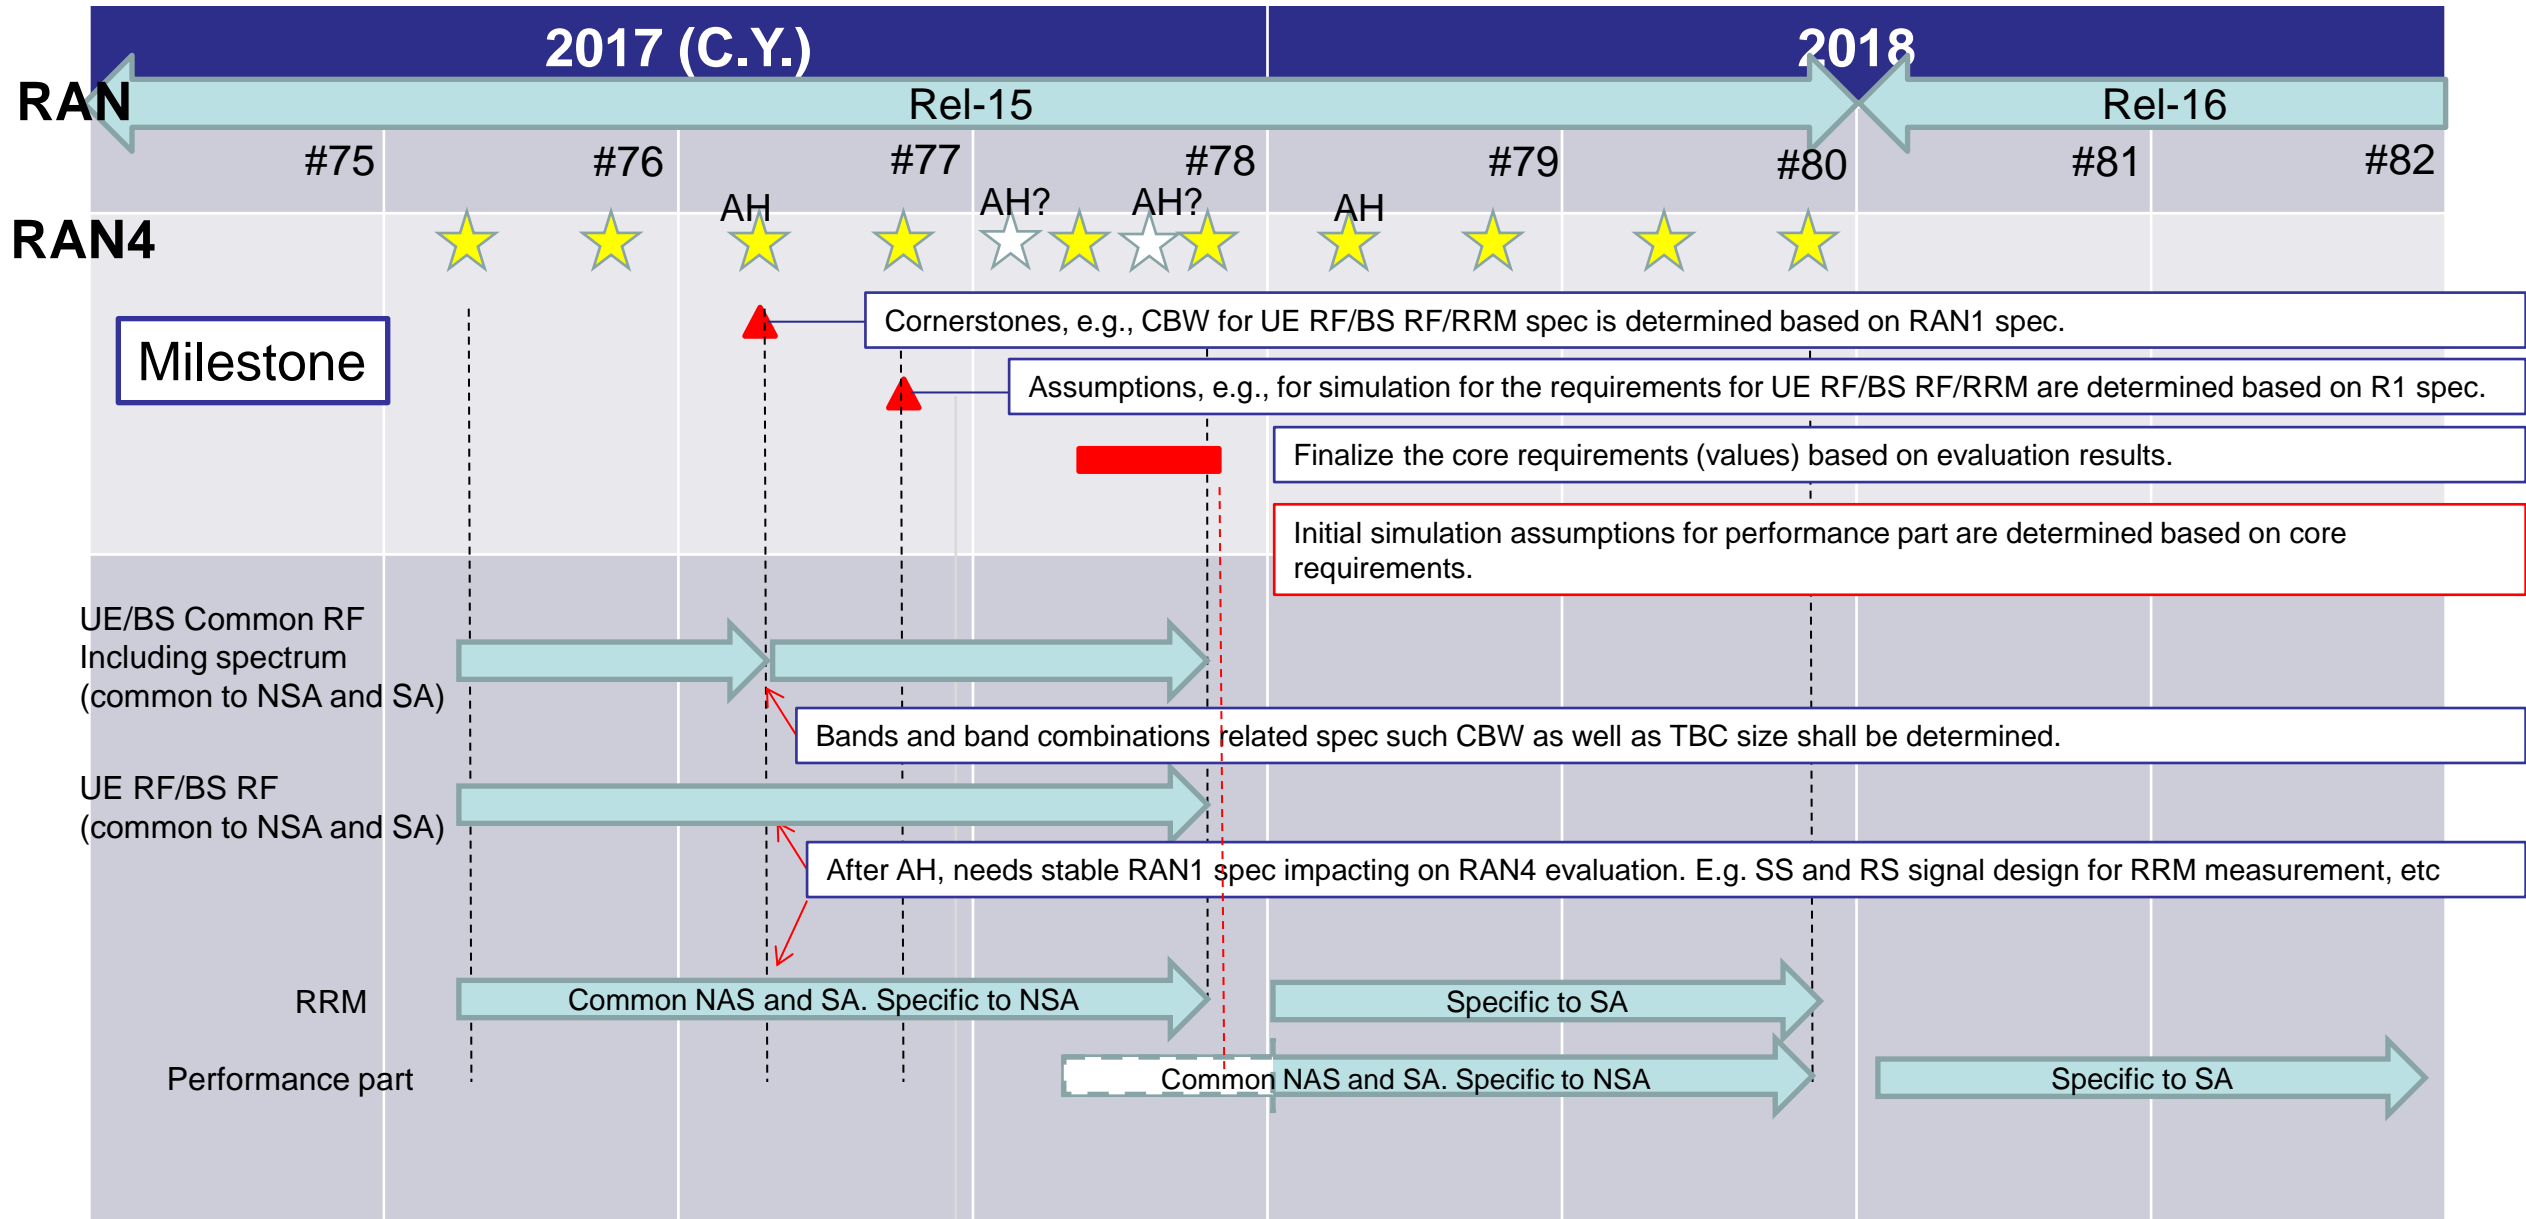 2017 (C.Y.)
2018
RAN
Rel-15
Rel-16
#75
#76
#77
#78
#79
#80
#81
#82
AH
AH?
AH?
AH
RAN4
Milestone
Cornerstones, e.g., CBW for UE RF/BS RF/RRM spec is determined based on RAN1 spec.
Assumptions, e.g., for simulation for the requirements for UE RF/BS RF/RRM are determined based on R1 spec.
Finalize the core requirements (values) based on evaluation results.
Initial simulation assumptions for performance part are determined based on core
requirements.
UE/BS Common RF
Including spectrum
(common to NSA and SA)
Bands and band combinations related spec such CBW as well as TBC size shall be determined.
UE RF/BS RF
(common to NSA and SA)
After AH, needs stable RAN1 spec impacting on RAN4 evaluation. E.g. SS and RS signal design for RRM measurement, etc
RRM
Common NAS and SA. Specific to NSA
Specific to SA
Performance part
Common NAS and SA. Specific to NSA
Specific to SA